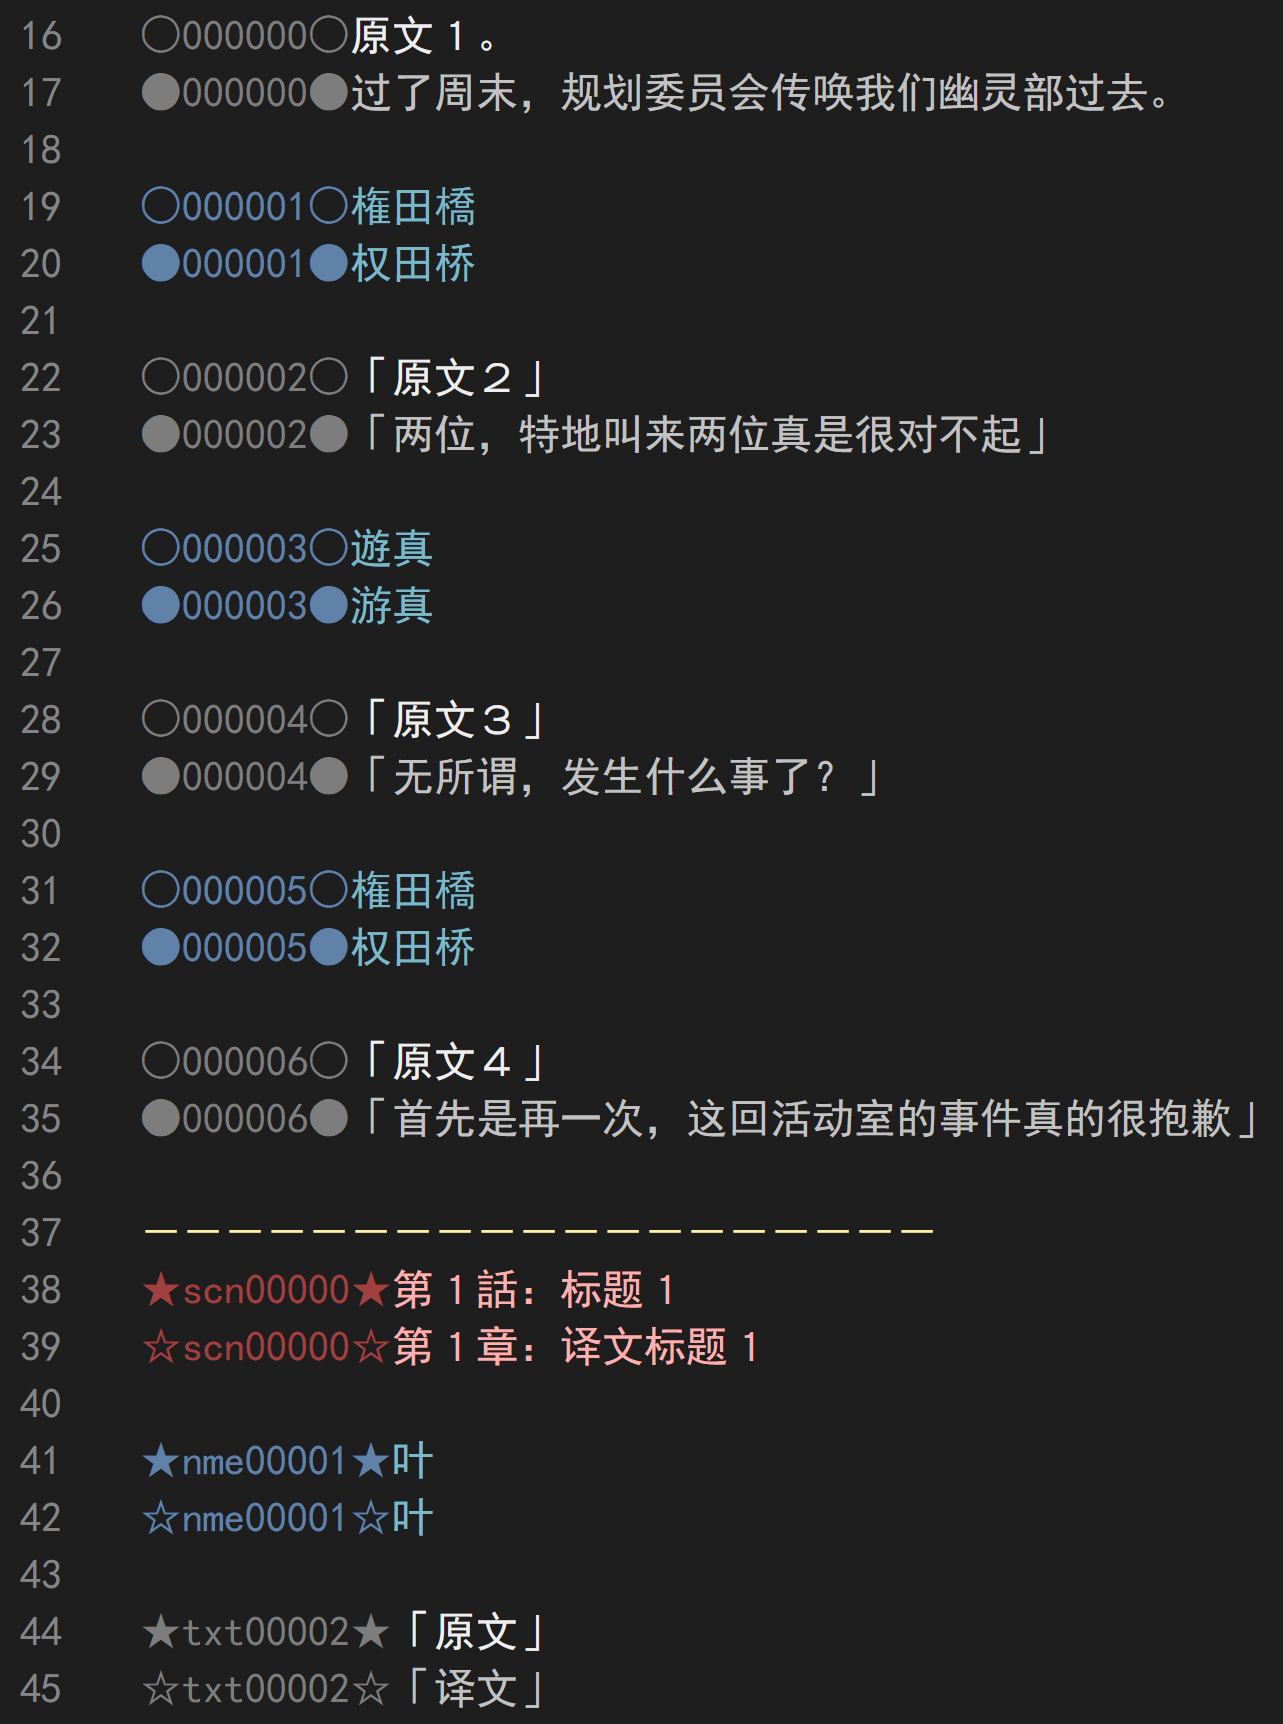 16 ○000000○原文１。
17 ●000000●过了周末，规划委员会传唤我们幽灵部过去。
18
19 ○000001○権田橋
20 ●000001●权田桥
21
22 ○000002○「原文２」
23 ●000002●「两位，特地叫来两位真是很对不起」
24
25 ○000003○遊真
26 ●000003●游真
27
28 ○000004○「原文３」
29 ●000004●「无所谓，发生什么事了？」
30
31 ○000005○権田橋
32 ●000005●权田桥
33
34 ○000006○「原文４」
35 ●000006●「首先是再一次，这回活动室的事件真的很抱歉」
36
37 －－－－－－－－－－－－－－－－－－－
38 ★scn00000★第１話：标题１
39 ☆scn00000☆第１章：译文标题１
40
41 ★nme00001★叶
42 ☆nme00001☆叶
43
44 ★txt00002★「原文」
45 ☆txt00002☆「译文」